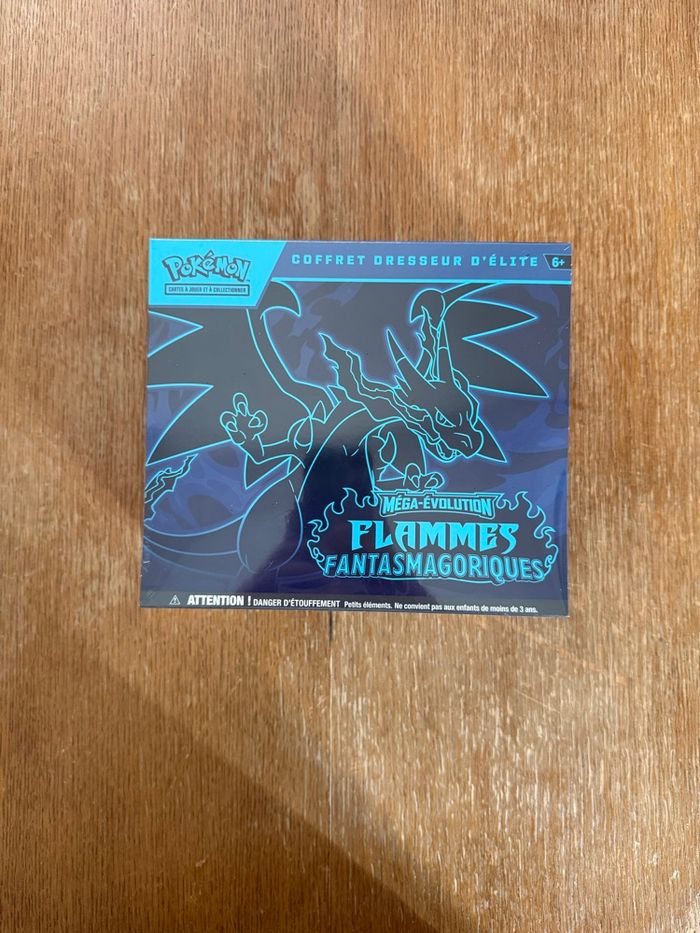 POKéMON
CARTES À JOUER ET À COLLECTIONNER
COFFRET DRESSEUR D'ÉLITE
6+
MÉGA-ÉVOLUTION
FLAMMES
FANTASMAGORIQUES
ATTENTION ! DANGER D'ÉTOUFFEMENT Petits éléments. Ne convient pas aux enfants de moins de 3 ans.